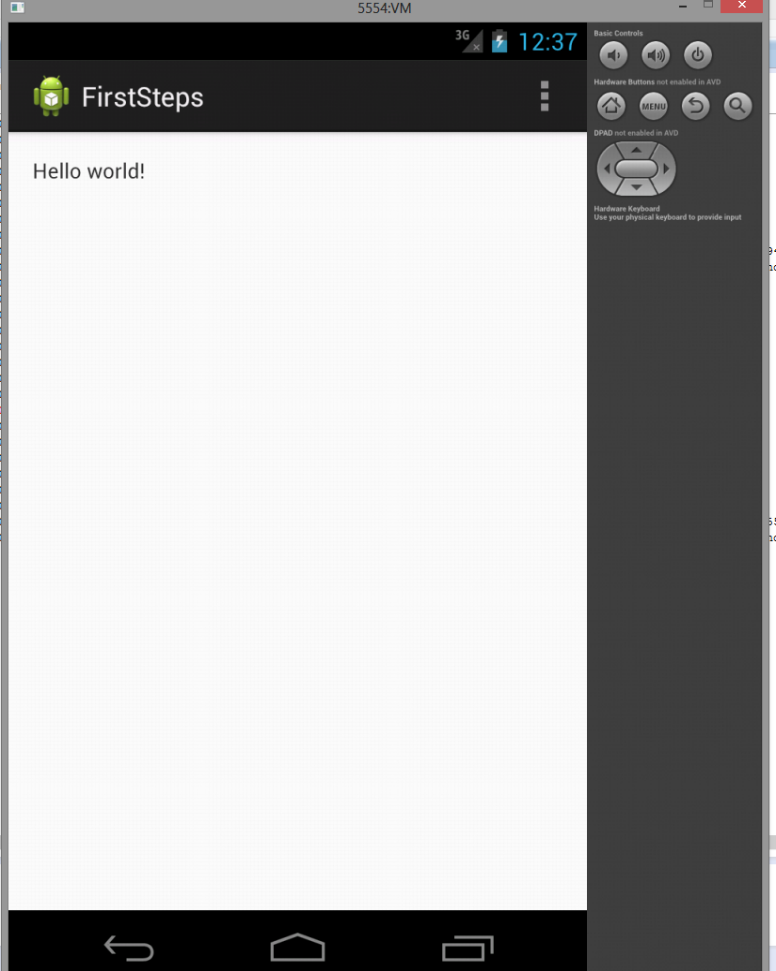 5554:VM
3G 12:37
FirstSteps
Hello world!
Basic Controls
Hardware Buttons not enabled in AVD
MENU
DPAD not enabled in AVD
Hardware Keyboard
Use your physical keyboard to provide input